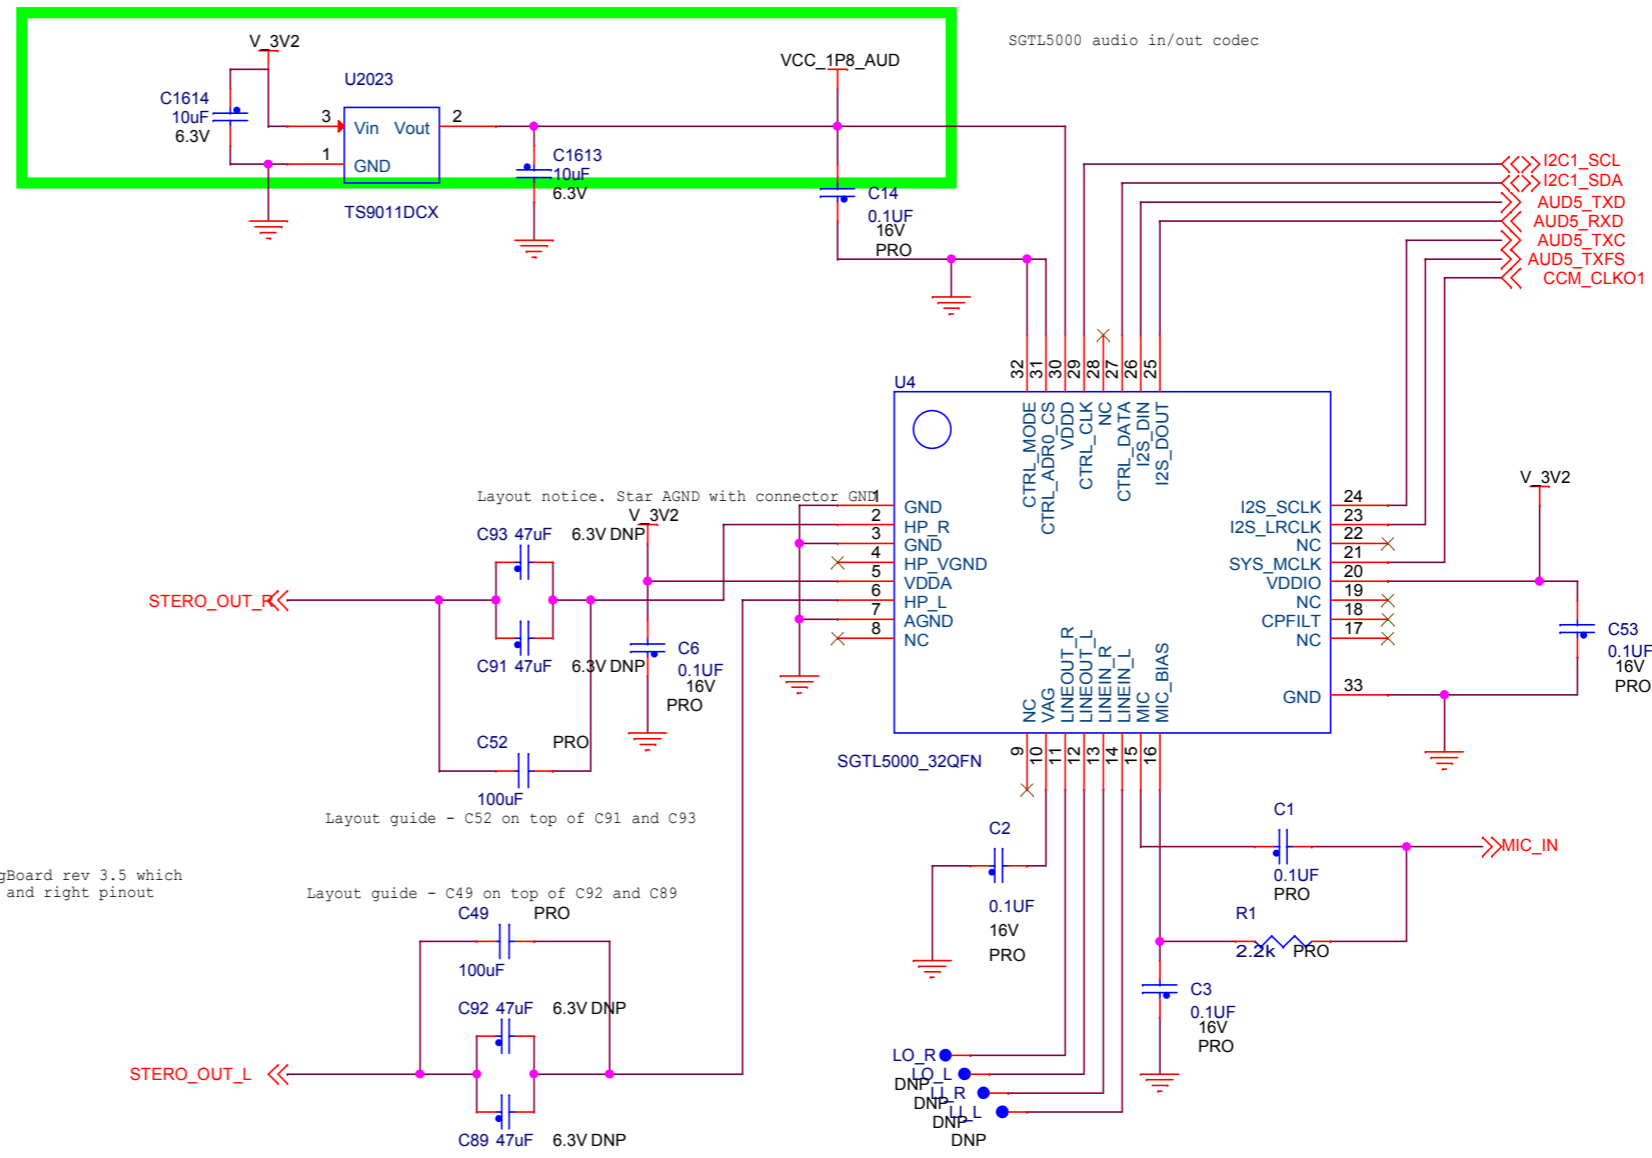 SGTL5000 audio in/out codec
V_3V2
VCC_1P8_AUD
U2023
C1614
10uF
6.3V
3
Vin
Vout
2
1
GND
TS9011DCX
C1613
10uF
6.3V
C14
0.1UF
16V
PRO
I2C1_SCL
I2C1_SDA
AUD5_TXD
AUD5_RXD
AUD5_TXC
AUD5_TXFS
CCM_CLKO1
U4
32
31
30
29
28
27
26
25
CTRL_MODE
CTRL_ADR0_CS
VDDD
CTRL_CLK
NC
CTRL_DATA
I2S_DIN
I2S_DOUT
Layout notice. Star AGND with connector GND
1
GND
2
HP_R
3
GND
4
HP_VGND
5
VDDA
6
HP_L
7
AGND
8
NC
I2S_SCLK
24
I2S_LRCLK
23
NC
22
SYS_MCLK
21
VDDIO
20
NC
19
CPFILT
18
NC
17
GND
33
V_3V2
C53
0.1UF
16V
PRO
V_3V2
C93 47uF
6.3V DNP
STERO_OUT_R
C91 47uF
6.3V DNP
C6
0.1UF
16V
PRO
C52
PRO
100uF
Layout guide - C52 on top of C91 and C93
NC
VAG
LINEOUT_R
LINEOUT_L
LINEIN_R
LINEIN_L
MIC
MIC_BIAS
9
10
11
12
13
14
15
16
SGTL5000_32QFN
C2
0.1UF
16V
PRO
C1
0.1UF
PRO
MIC_IN
R1
2.2k
PRO
C3
0.1UF
16V
PRO
gBoard rev 3.5 which
and right pinout
Layout guide - C49 on top of C92 and C89
C49
PRO
100uF
C92 47uF
6.3V DNP
STERO_OUT_L
C89 47uF
6.3V DNP
LO_R
LO_L
DNP
LI_R
DNP
LI_L
DNP
DNP